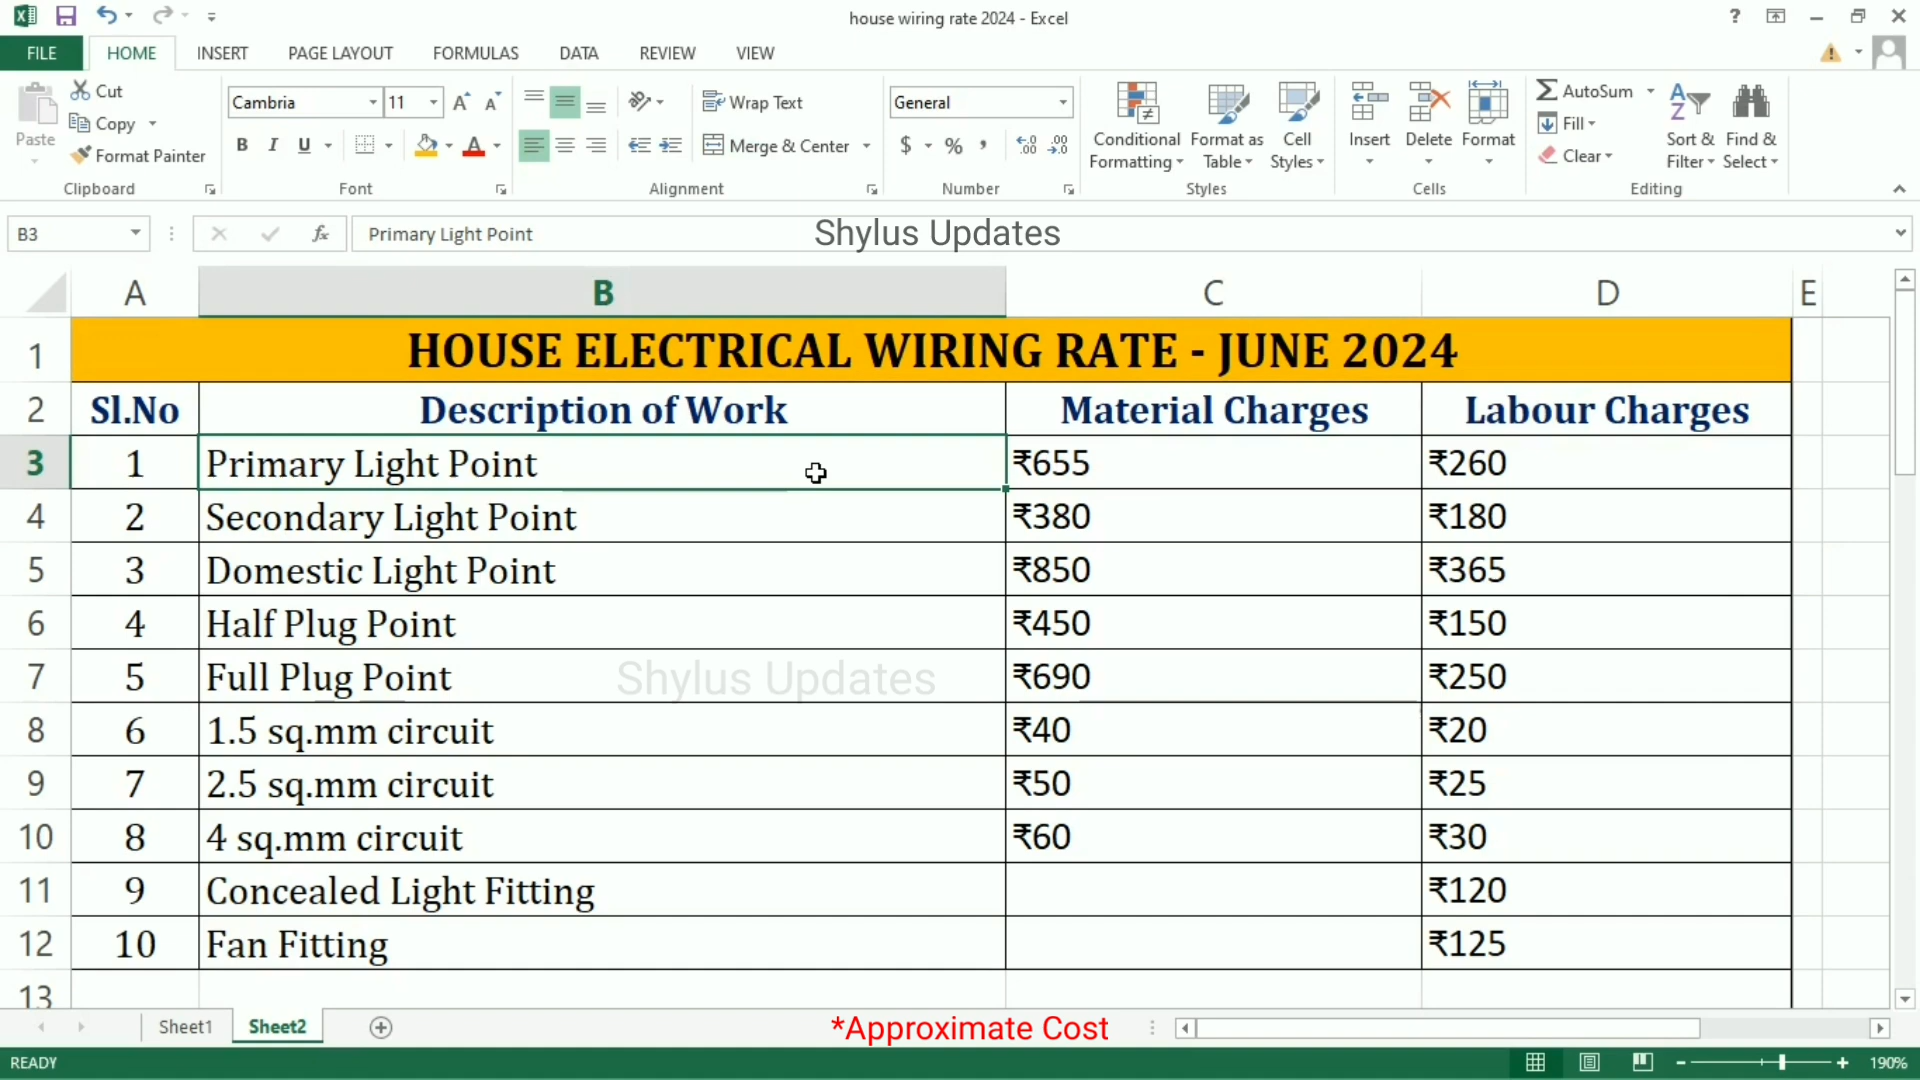 house wiring rate 2024 - Excel
?
FILE HOME INSERT PAGE LAYOUT FORMULAS DATA REVIEW VIEW
Paste
Cut
Copy
Format Painter
Clipboard
Cambria 11
B I U
Font
Wrap Text
Merge & Center
Alignment
General
$ % ,
Number
Conditional Formatting
Format as Table
Cell Styles
Styles
Insert
Delete
Format
Cells
AutoSum
Fill
Clear
Sort & Filter
Find & Select
Editing
B3 fx Primary Light Point
Shylus Updates
A B C D E
1 HOUSE ELECTRICAL WIRING RATE - JUNE 2024
2 Sl.No Description of Work Material Charges Labour Charges
3 1 Primary Light Point ₹655 ₹260
4 2 Secondary Light Point ₹380 ₹180
5 3 Domestic Light Point ₹850 ₹365
6 4 Half Plug Point ₹450 ₹150
7 5 Full Plug Point ₹690 ₹250
Shylus Updates
8 6 1.5 sq.mm circuit ₹40 ₹20
9 7 2.5 sq.mm circuit ₹50 ₹25
10 8 4 sq.mm circuit ₹60 ₹30
11 9 Concealed Light Fitting ₹120
12 10 Fan Fitting ₹125
13
Sheet1 Sheet2
*Approximate Cost
READY 190%